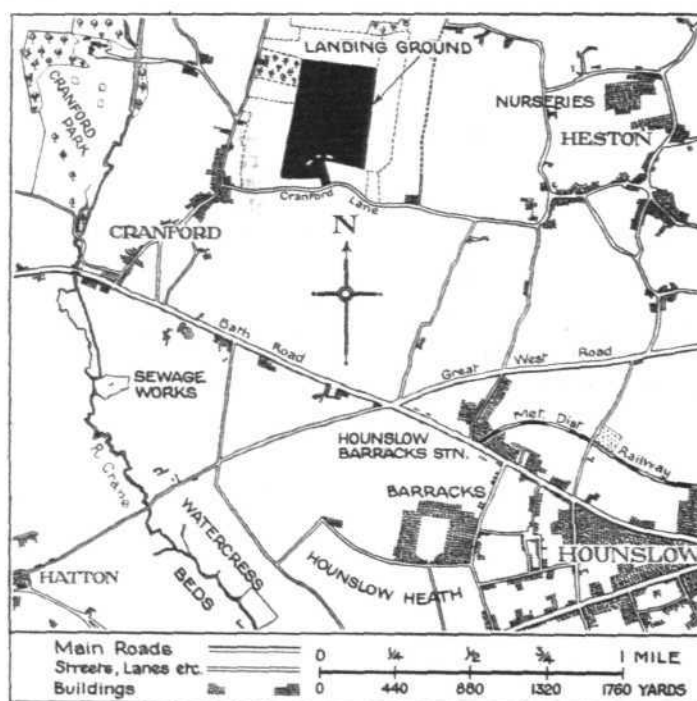 LANDING GROUND
CRANFORD
PARK
NURSERIES
HESTON
Cranford
Lane
CRANFORD
N
Bath Road
Great West Road
SEWAGE
WORKS
Met. Dist Railway
HOUNSLOW
BARRACKS STN.
R. Crane
BARRACKS
WATERCRESS
BEDS
HOUNSLOW
HOUNSLOW
HEATH
HATTON
Main Roads
Streets, Lanes etc.
Buildings
0 1/4 1/2 3/4 1 MILE
0 440 880 1320 1760 YARDS